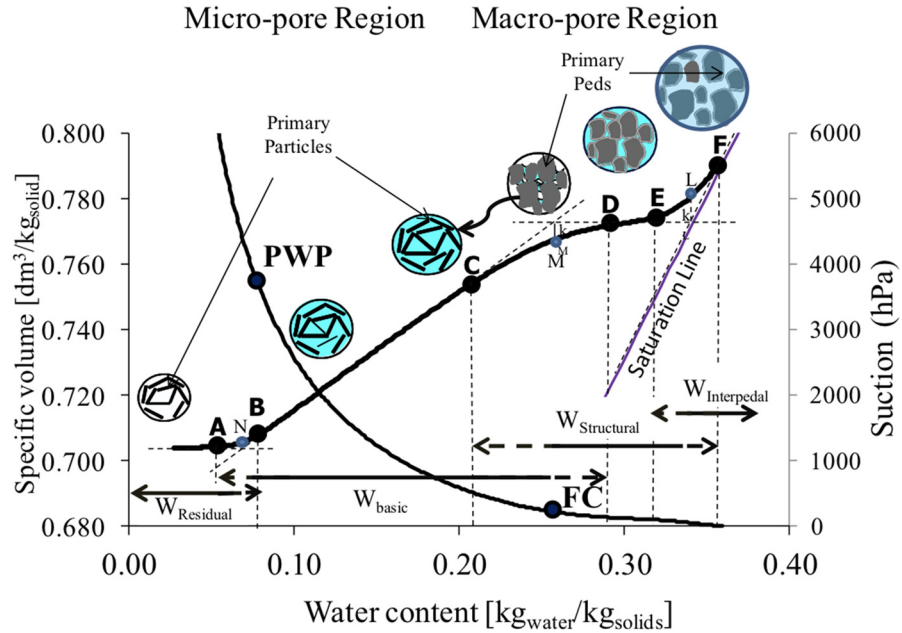 Micro-pore Region
Macro-pore Region
Primary
Peds
Primary
Particles
0.800
0.780
0.760
0.740
0.720
0.700
0.680
Specific volume [dm³/kgsolid]
6000
5000
4000
3000
2000
1000
0
Suction (hPa)
PWP
FC
A
N
B
C
M
D
E
L
k
F
Saturation Line
WInterpedal
WStructural
Wbasic
WResidual
0.00
0.10
0.20
0.30
0.40
Water content [kgwater/kgsolids]